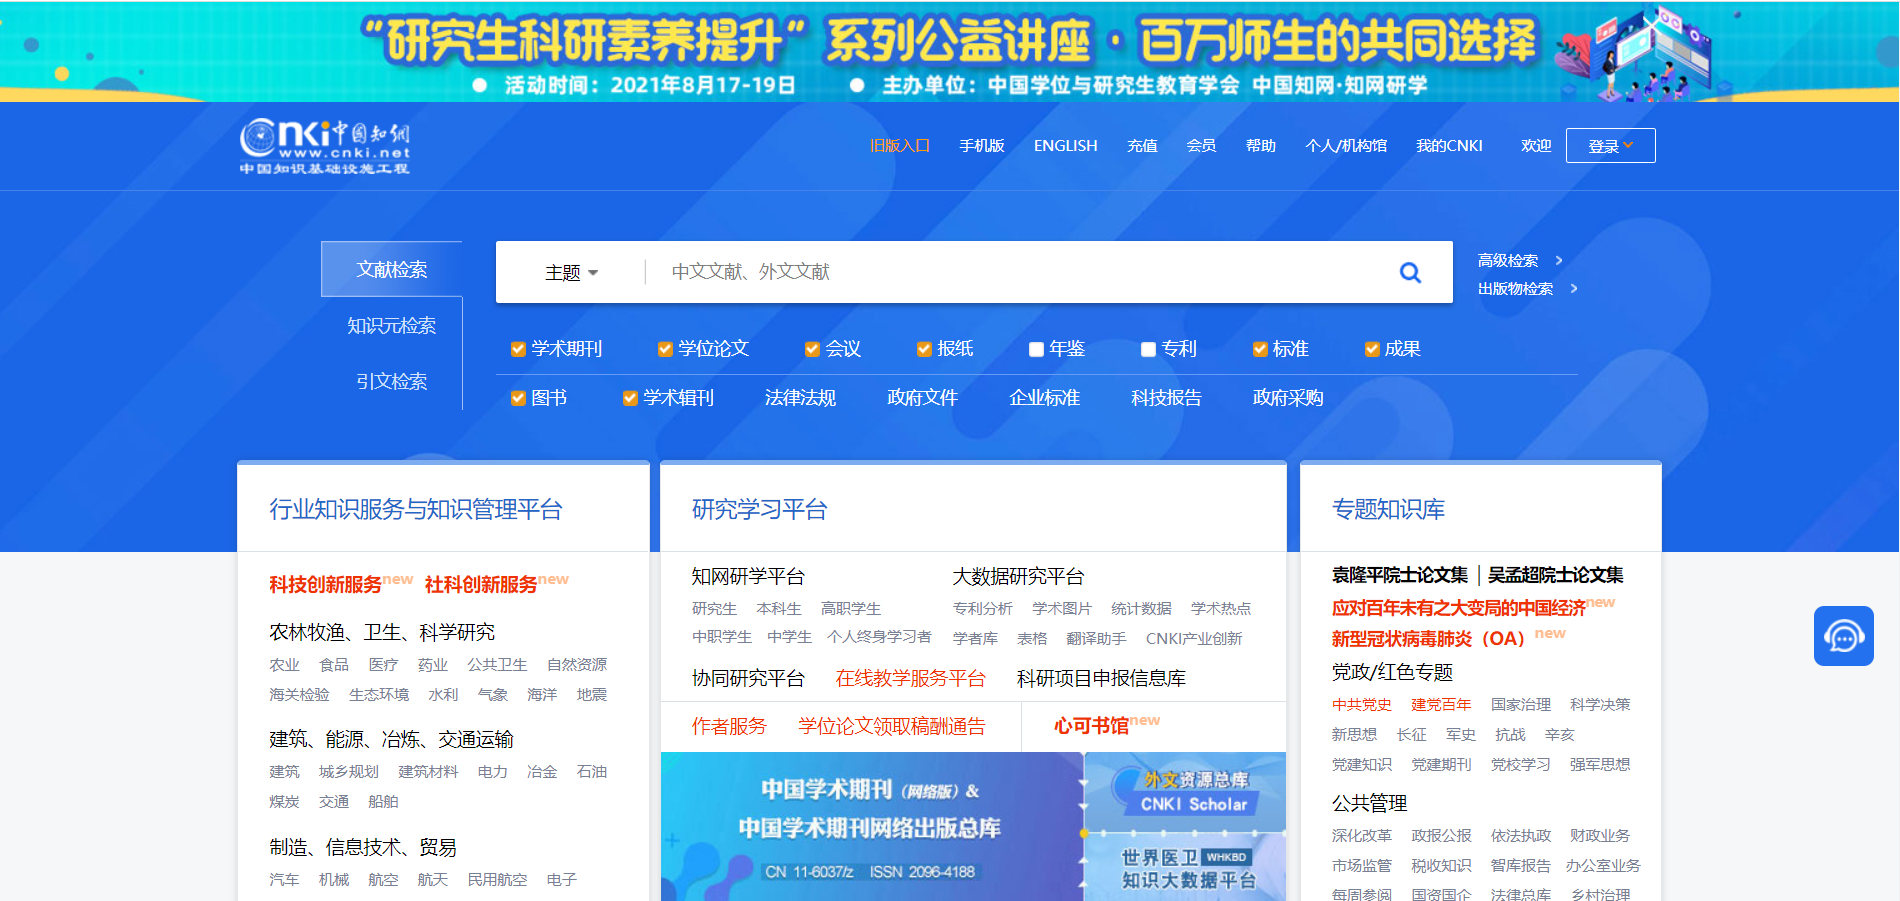 “研究生科研素养提升”系列公益讲座·百万师生的共同选择
● 活动时间：2021年8月17-19日 ● 主办单位：中国学位与研究生教育学会 中国知网·知网研学
cnki中国知网
www.cnki.net
中国知识基础设施工程
旧版入口 手机版 ENGLISH 充值 会员 帮助 个人/机构馆 我的CNKI 欢迎 登录
文献检索
知识元检索
引文检索
主题 中文文献、外文文献
高级检索 >
出版物检索 >
学术期刊 学位论文 会议 报纸 年鉴 专利 标准 成果
图书 学术辑刊 法律法规 政府文件 企业标准 科技报告 政府采购
行业知识服务与知识管理平台
科技创新服务new 社科创新服务new
农林牧渔、卫生、科学研究
农业 食品 医疗 药业 公共卫生 自然资源
海关检验 生态环境 水利 气象 海洋 地震
建筑、能源、冶炼、交通运输
建筑 城乡规划 建筑材料 电力 冶金 石油
煤炭 交通 船舶
制造、信息技术、贸易
汽车 机械 航空 航天 民用航空 电子
研究学习平台
知网研学平台
研究生 本科生 高职学生
中职学生 中学生 个人终身学习者
大数据研究平台
专利分析 学术图片 统计数据 学术热点
学者库 表格 翻译助手 CNKI产业创新
协同研究平台 在线教学服务平台 科研项目申报信息库
作者服务 学位论文领取稿酬通告 心可书馆new
中国学术期刊（网络版）&
中国学术期刊网络出版总库
CN 11-6037/z ISSN 2096-4188
外文资源总库
CNKI Scholar
世界医卫 WHKBD
知识大数据平台
专题知识库
袁隆平院士论文集 | 吴孟超院士论文集
应对百年未有之大变局的中国经济new
新型冠状病毒肺炎（OA）new
党政/红色专题
中共党史 建党百年 国家治理 科学决策
新思想 长征 军史 抗战 辛亥
党建知识 党建期刊 党校学习 强军思想
公共管理
深化改革 政报公报 依法执政 财政业务
市场监管 税收知识 智库报告 办公室业务
每周参阅 国资国企 法律总库 乡村治理